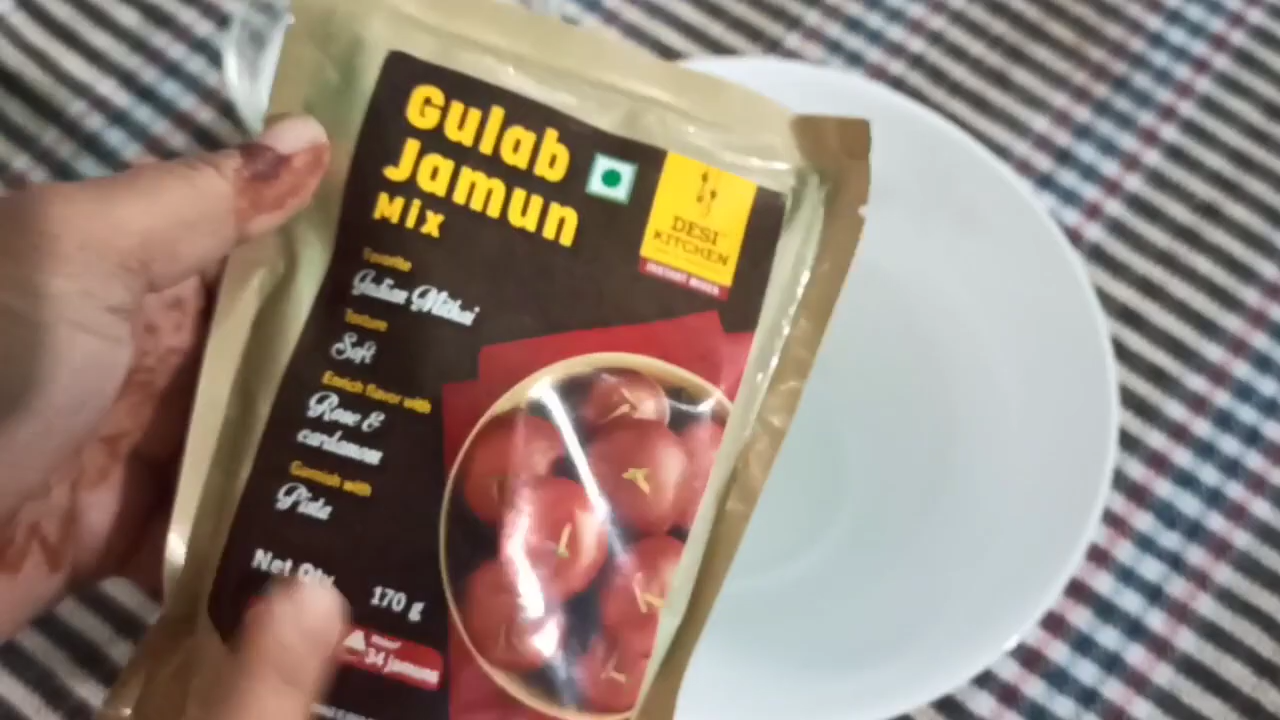 Gulab
Jamun
Mix
DESI
KITCHEN
INSTANT MIXES
Favorite
Indian Mithai
Texture
Soft
Enrich flavor with
Rose &
cardamom
Garnish with
Pista
Net Qty.
170 g
34 jamuns